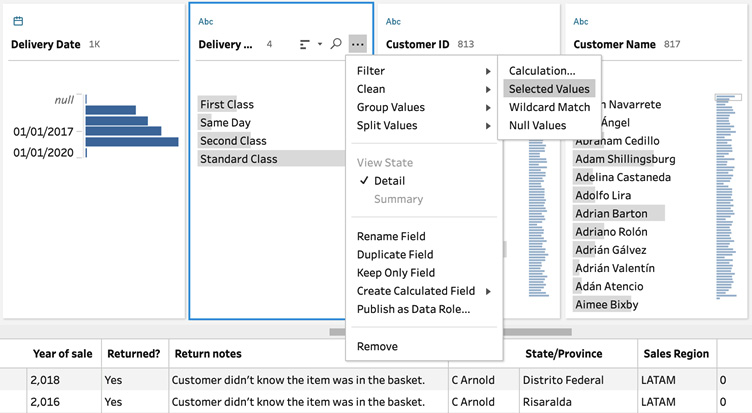 Abc
Abc
Abc
Delivery Date 1K
Delivery ... 4
Customer ID 813
Customer Name 817
null
01/01/2017
01/01/2020
First Class
Same Day
Second Class
Standard Class
Filter
Clean
Group Values
Split Values
View State
Detail
Summary
Rename Field
Duplicate Field
Keep Only Field
Create Calculated Field
Publish as Data Role...
Remove
Calculation...
Selected Values
Wildcard Match
Null Values
Navarrete
Ángel
Abraham Cedillo
Adam Shillingsburg
Adelina Castaneda
Adolfo Lira
Adrian Barton
Adriano Rolón
Adrián Gálvez
Adrián Valentín
Adán Atencio
Aimee Bixby
Year of sale Returned? Return notes State/Province Sales Region
2,018 Yes Customer didn't know the item was in the basket. C Arnold Distrito Federal LATAM 0
2,016 Yes Customer didn't know the item was in the basket. C Arnold Risaralda LATAM 0